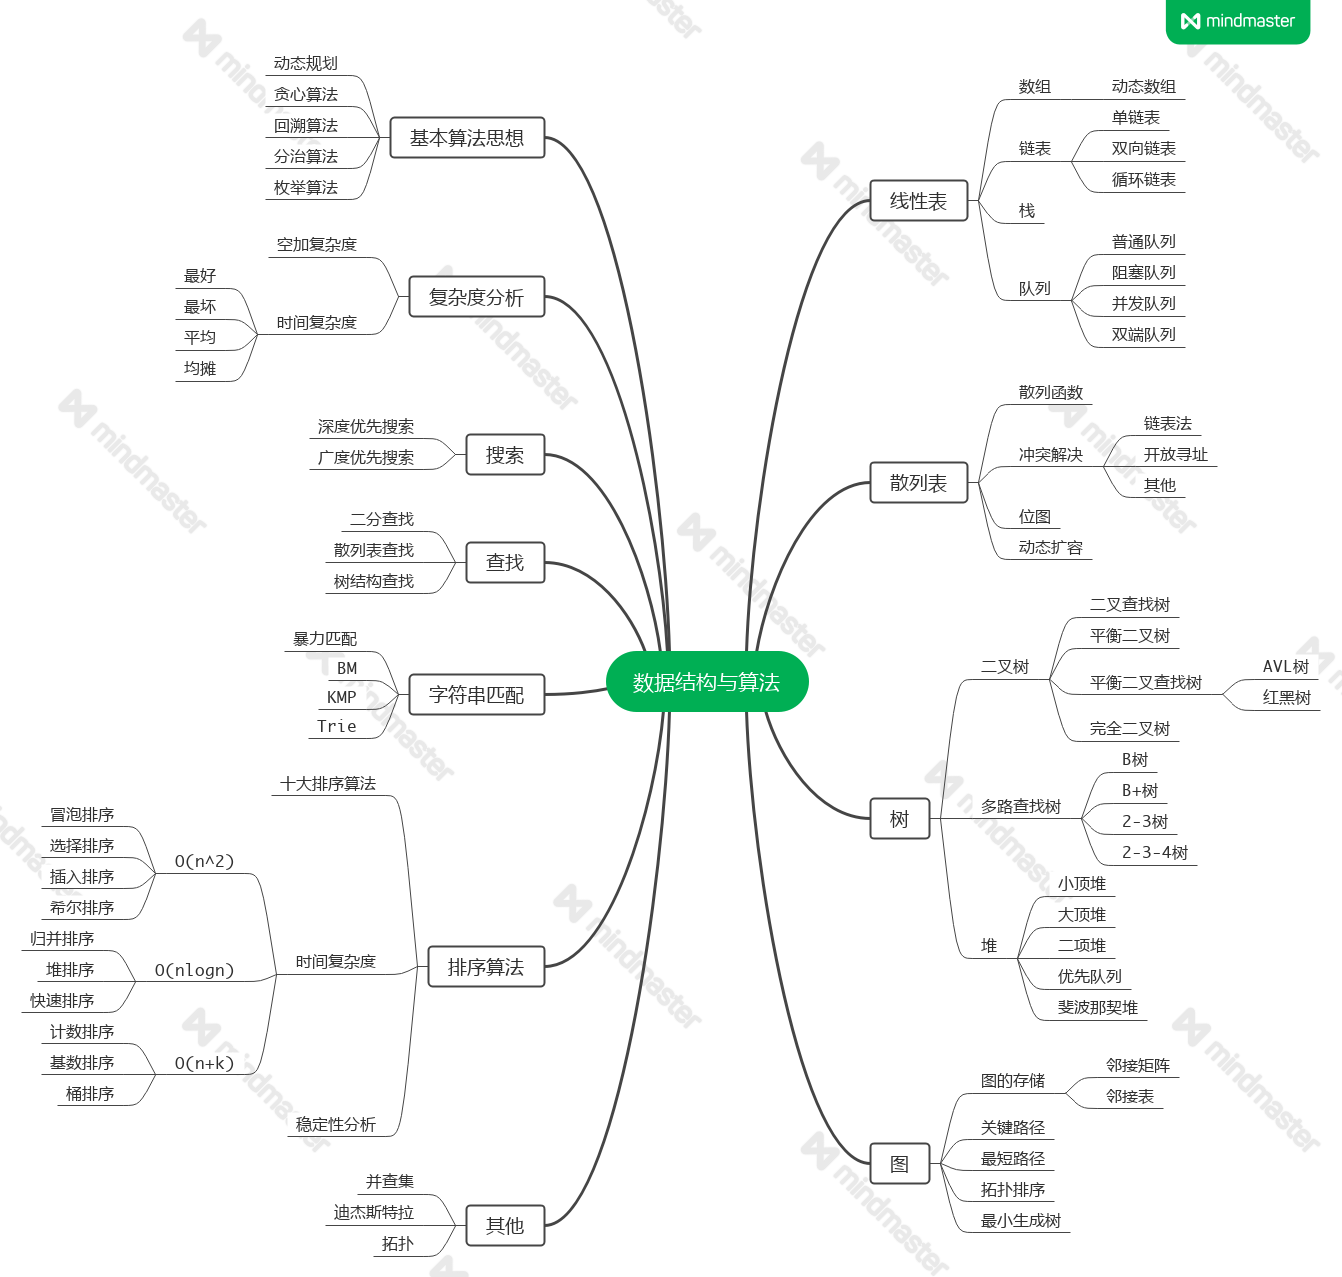 mindmaster
数据结构与算法
基本算法思想
动态规划
贪心算法
回溯算法
分治算法
枚举算法
复杂度分析
空加复杂度
时间复杂度
最好
最坏
平均
均摊
搜索
深度优先搜索
广度优先搜索
查找
二分查找
散列表查找
树结构查找
字符串匹配
暴力匹配
BM
KMP
Trie
排序算法
十大排序算法
时间复杂度
O(n^2)
冒泡排序
选择排序
插入排序
希尔排序
O(nlogn)
归并排序
堆排序
快速排序
O(n+k)
计数排序
基数排序
桶排序
稳定性分析
其他
并查集
迪杰斯特拉
拓扑
线性表
数组
动态数组
链表
单链表
双向链表
循环链表
栈
队列
普通队列
阻塞队列
并发队列
双端队列
散列表
散列函数
冲突解决
链表法
开放寻址
其他
位图
动态扩容
树
二叉树
二叉查找树
平衡二叉树
平衡二叉查找树
AVL树
红黑树
完全二叉树
多路查找树
B树
B+树
2-3树
2-3-4树
堆
小顶堆
大顶堆
二项堆
优先队列
斐波那契堆
图
图的存储
邻接矩阵
邻接表
关键路径
最短路径
拓扑排序
最小生成树